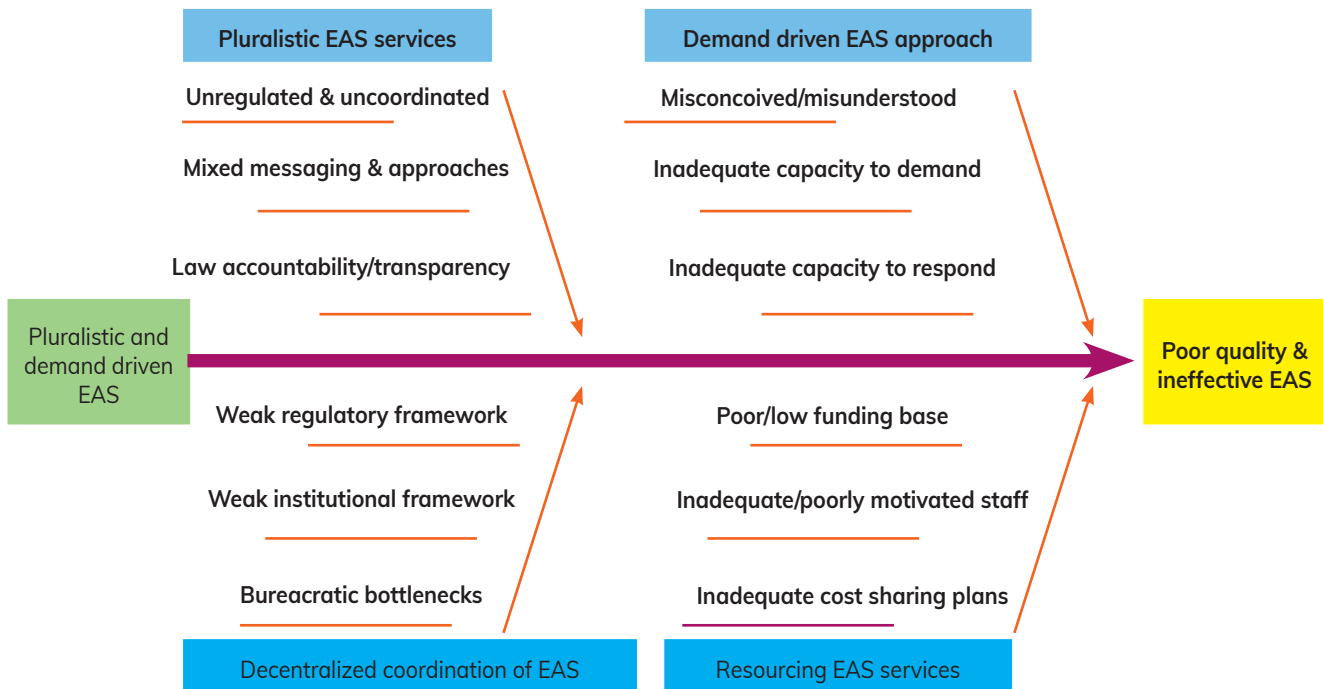 Pluralistic EAS services
Demand driven EAS approach
Unregulated & uncoordinated
Misconcoived/misunderstood
Mixed messaging & approaches
Inadequate capacity to demand
Law accountability/transparency
Inadequate capacity to respond
Pluralistic and
demand driven
EAS
Poor quality &
ineffective EAS
Weak regulatory framework
Poor/low funding base
Weak institutional framework
Inadequate/poorly motivated staff
Bureacratic bottlenecks
Inadequate cost sharing plans
Decentralized coordination of EAS
Resourcing EAS services